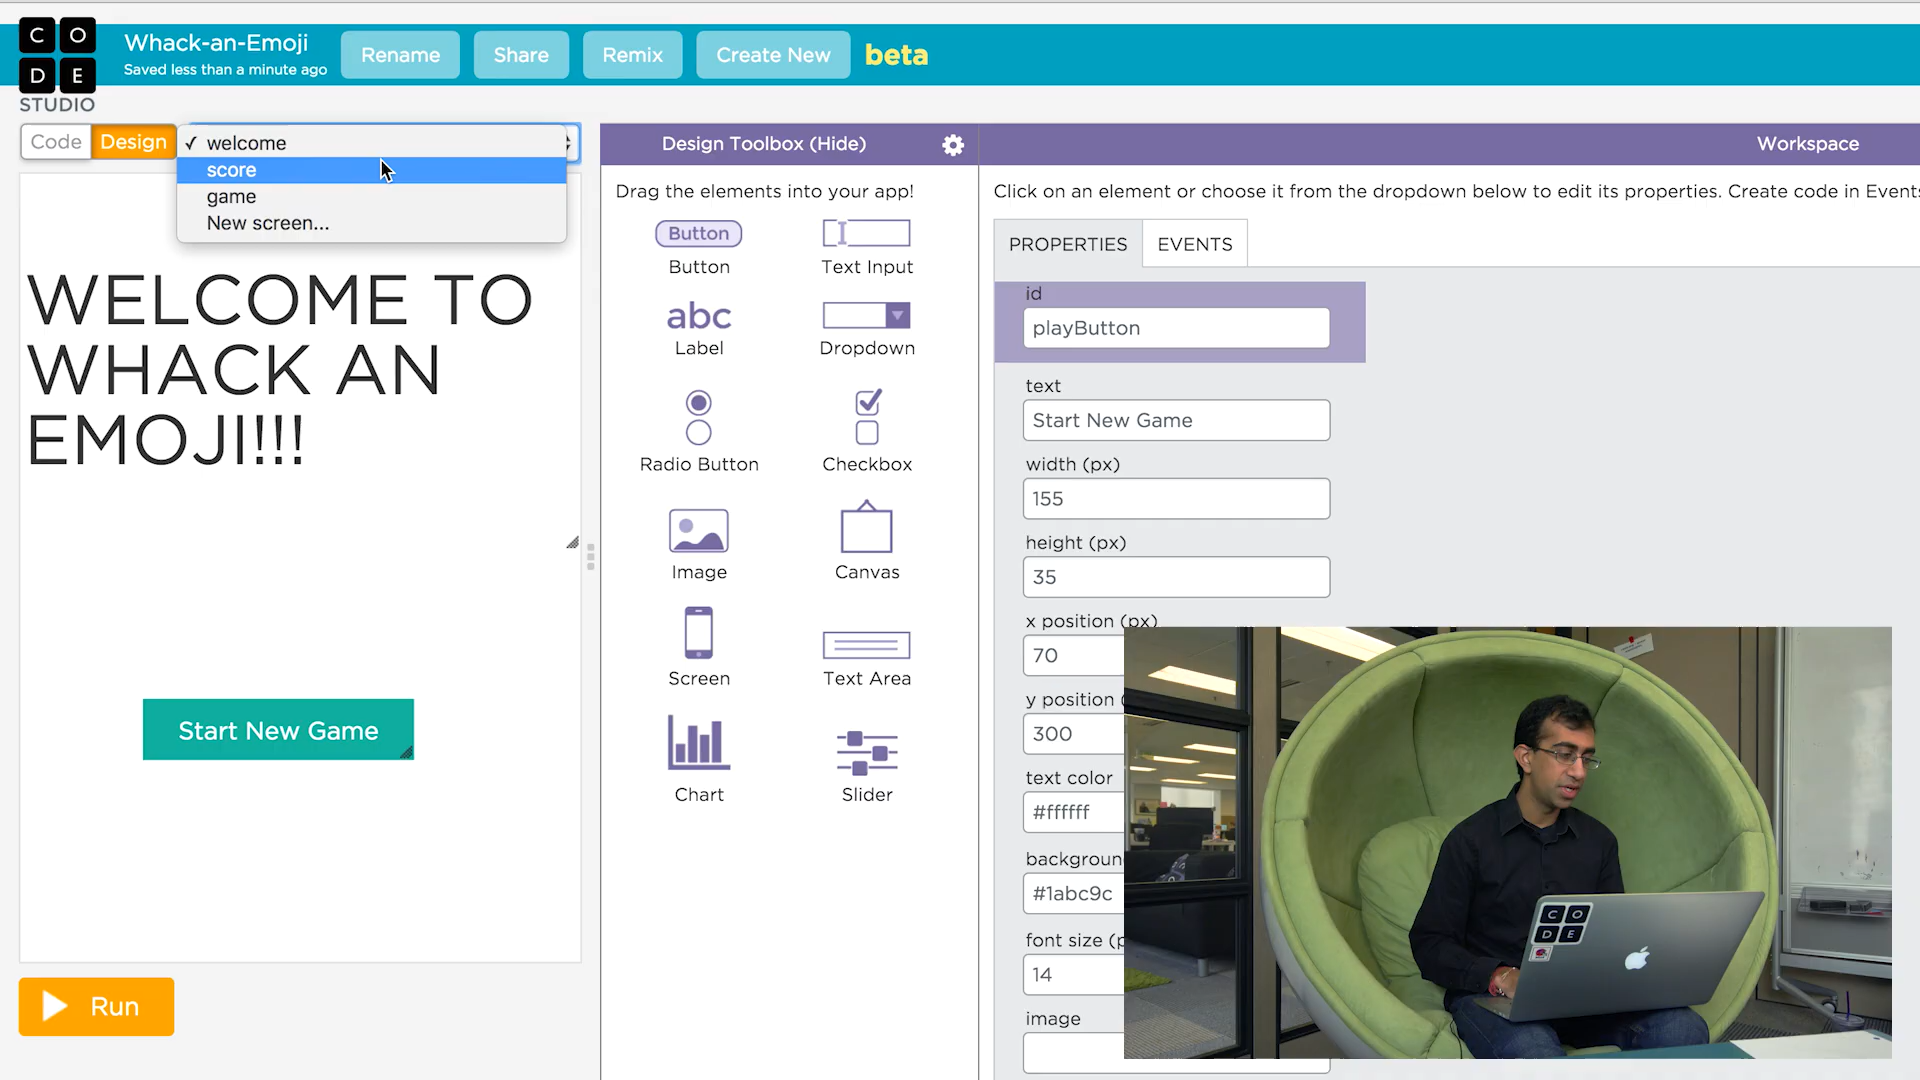 C O
D E
STUDIO
Whack-an-Emoji
Saved less than a minute ago
Rename
Share
Remix
Create New
beta
Code
Design
✓ welcome
score
game
New screen...
WELCOME TO
WHACK AN
EMOJI!!!
Start New Game
Run
Design Toolbox (Hide)
Drag the elements into your app!
Button
Button
Text Input
abc
Label
Dropdown
Radio Button
Checkbox
Image
Canvas
Screen
Text Area
Chart
Slider
Workspace
Click on an element or choose it from the dropdown below to edit its properties. Create code in Events
PROPERTIES
EVENTS
id
playButton
text
Start New Game
width (px)
155
height (px)
35
x position (px)
70
y position (
300
text color
#ffffff
backgroun
#1abc9c
font size (p
14
image
C O
D E